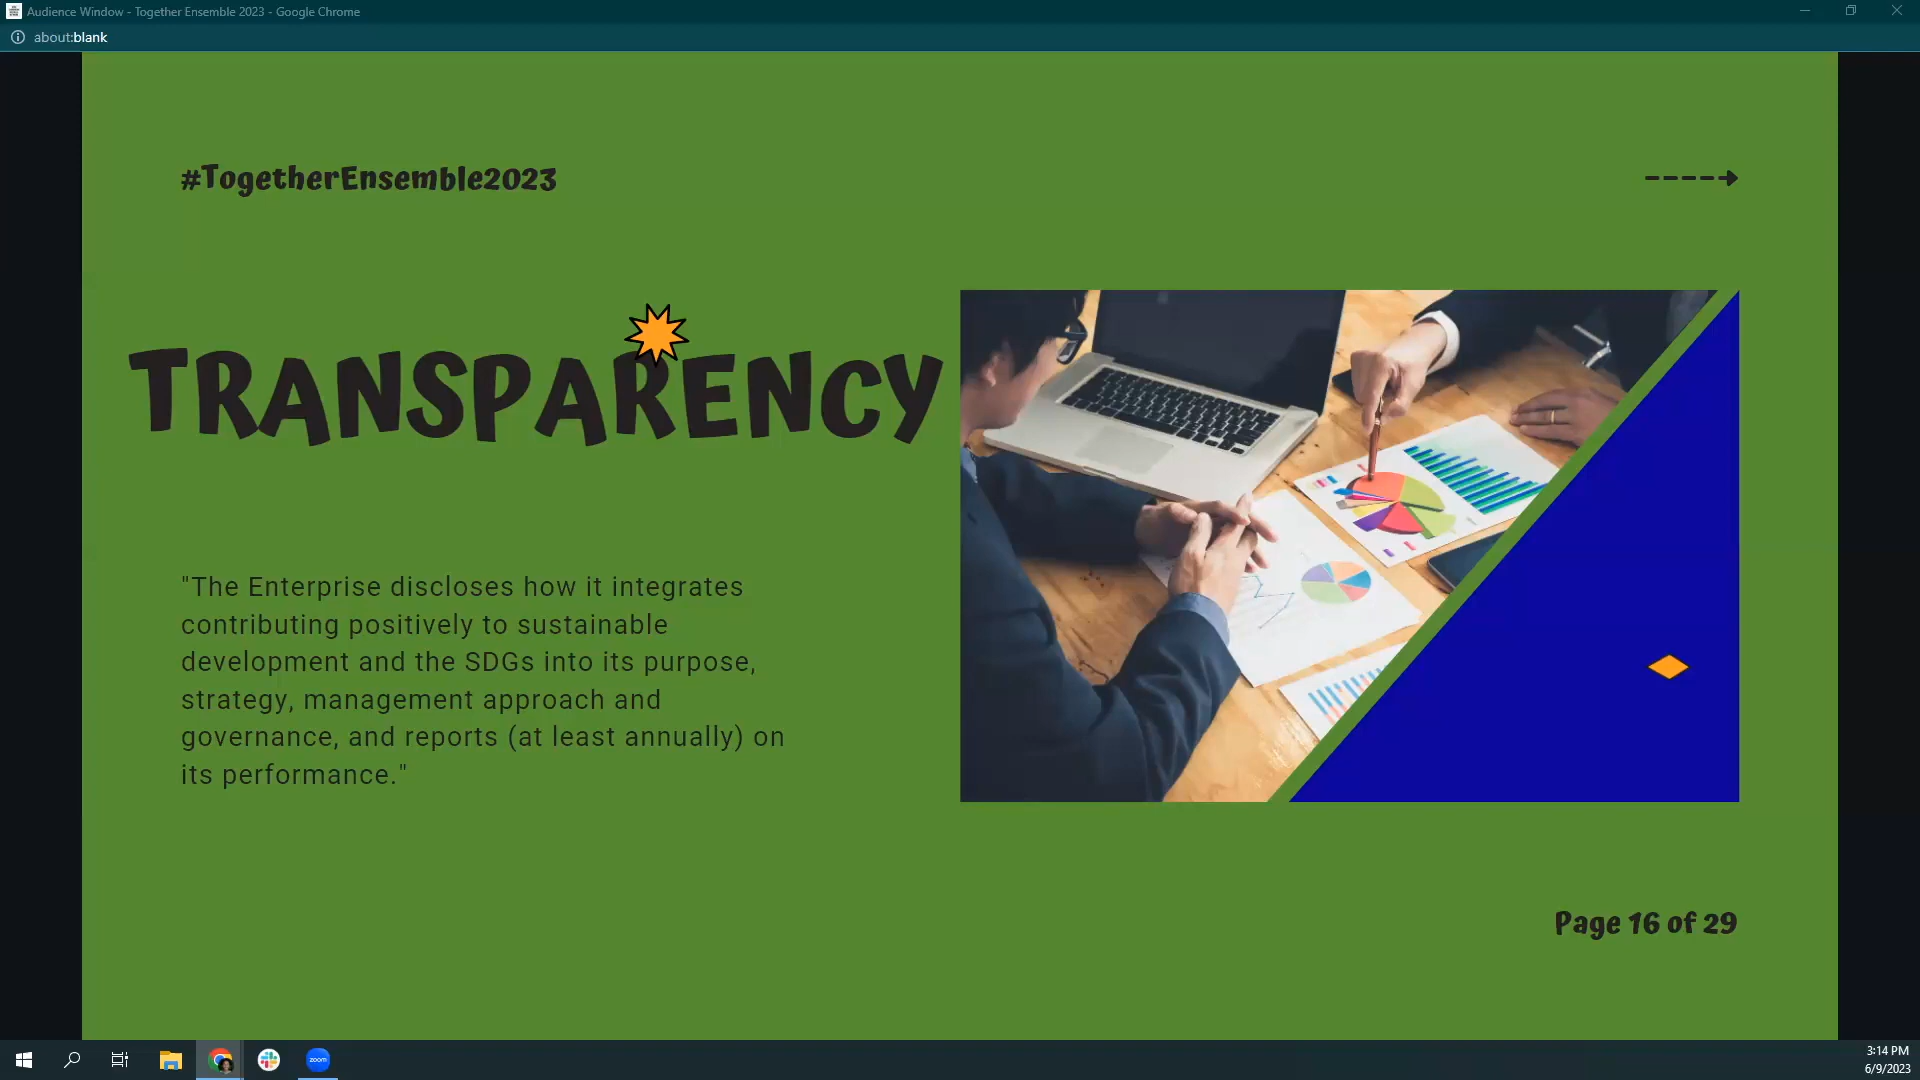 Audience Window - Together Ensemble 2023 - Google Chrome
about:blank
#TogetherEnsemble2023
TRANSPARENCY
"The Enterprise discloses how it integrates
contributing positively to sustainable
development and the SDGs into its purpose,
strategy, management approach and
governance, and reports (at least annually) on
its performance."
Page 16 of 29
zoom
3:14 PM
6/9/2023